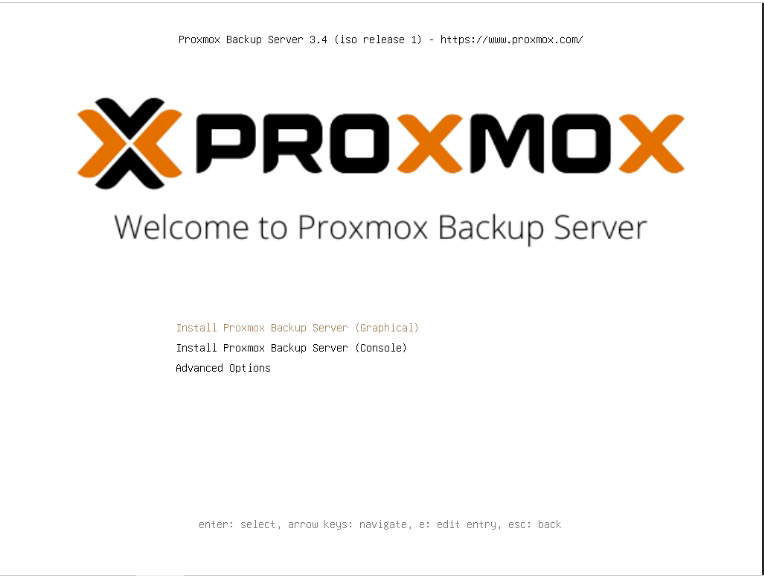 Proxmox Backup Server 3.4 (iso release 1) - https://www.proxmox.com/
PROXMOX
Welcome to Proxmox Backup Server
Install Proxmox Backup Server (Graphical)
Install Proxmox Backup Server (Console)
Advanced Options
enter: select, arrow keys: navigate, e: edit entry, esc: back